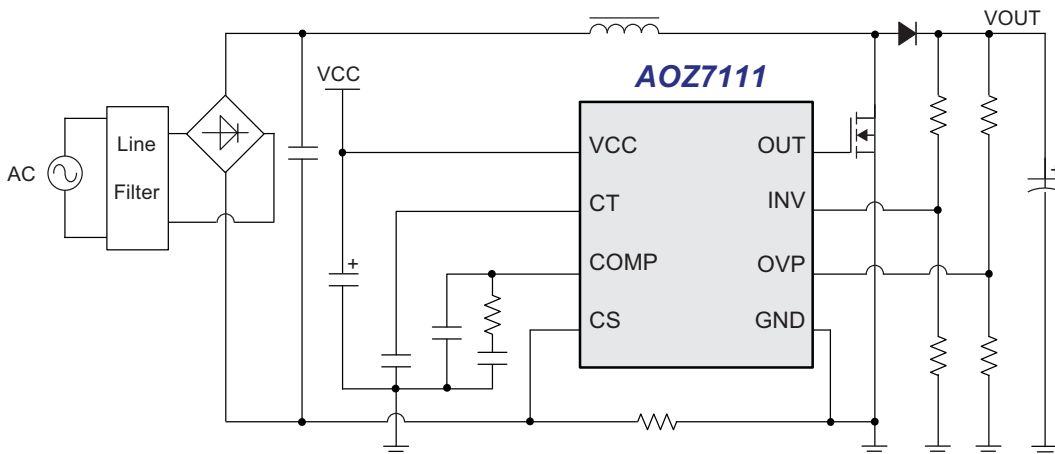 VOUT
VCC
AOZ7111
Line
Filter
AC
VCC
OUT
CT
INV
COMP
OVP
CS
GND
+
+